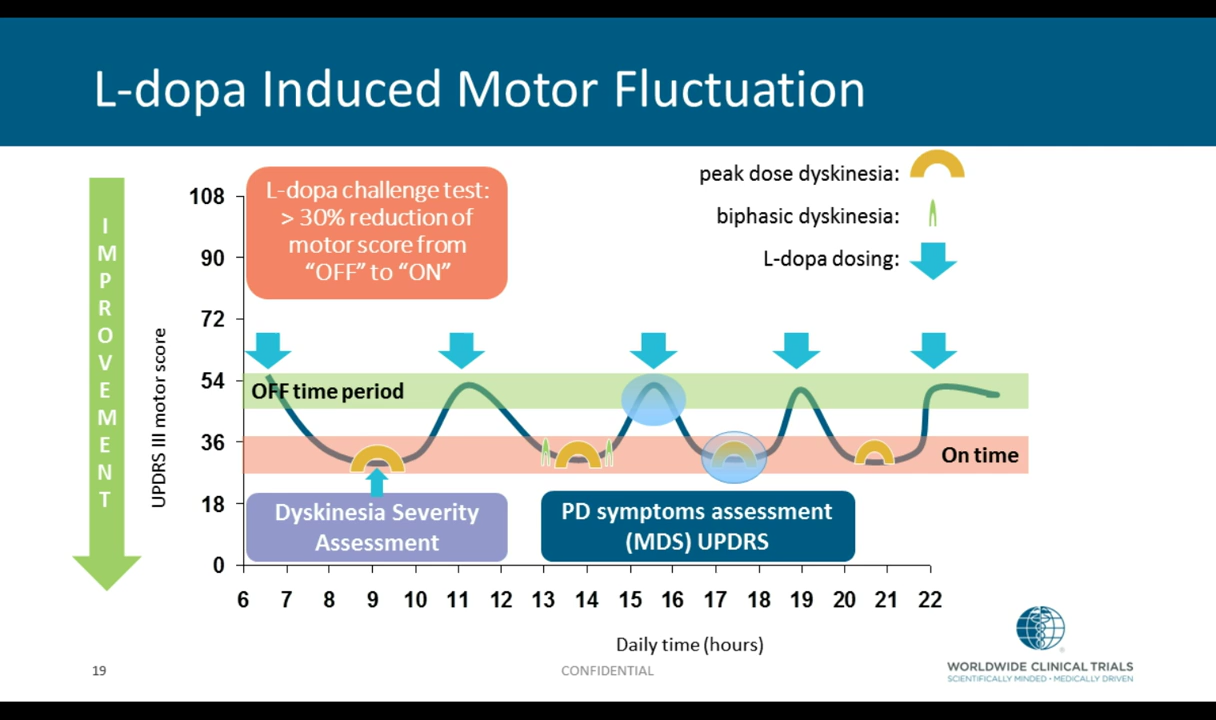 L-dopa Induced Motor Fluctuation
IMPROVEMENT
UPDRS III motor score
108
90
72
54
36
18
0
L-dopa challenge test:
> 30% reduction of
motor score from
“OFF” to “ON”
peak dose dyskinesia:
biphasic dyskinesia:
L-dopa dosing:
OFF time period
On time
Dyskinesia Severity
Assessment
PD symptoms assessment
(MDS) UPDRS
6 7 8 9 10 11 12 13 14 15 16 17 18 19 20 21 22
Daily time (hours)
19
CONFIDENTIAL
WORLDWIDE CLINICAL TRIALS
SCIENTIFICALLY MINDED • MEDICALLY DRIVEN